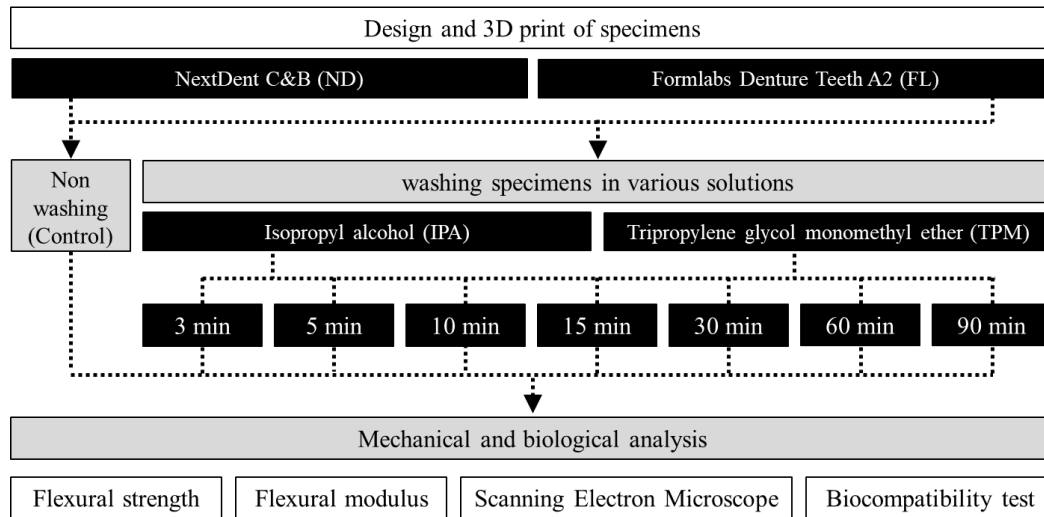 Design and 3D print of specimens
NextDent C&B (ND)
Formlabs Denture Teeth A2 (FL)
Non
washing
(Control)
washing specimens in various solutions
Isopropyl alcohol (IPA)
Tripropylene glycol monomethyl ether (TPM)
3 min
5 min
10 min
15 min
30 min
60 min
90 min
Mechanical and biological analysis
Flexural strength
Flexural modulus
Scanning Electron Microscope
Biocompatibility test